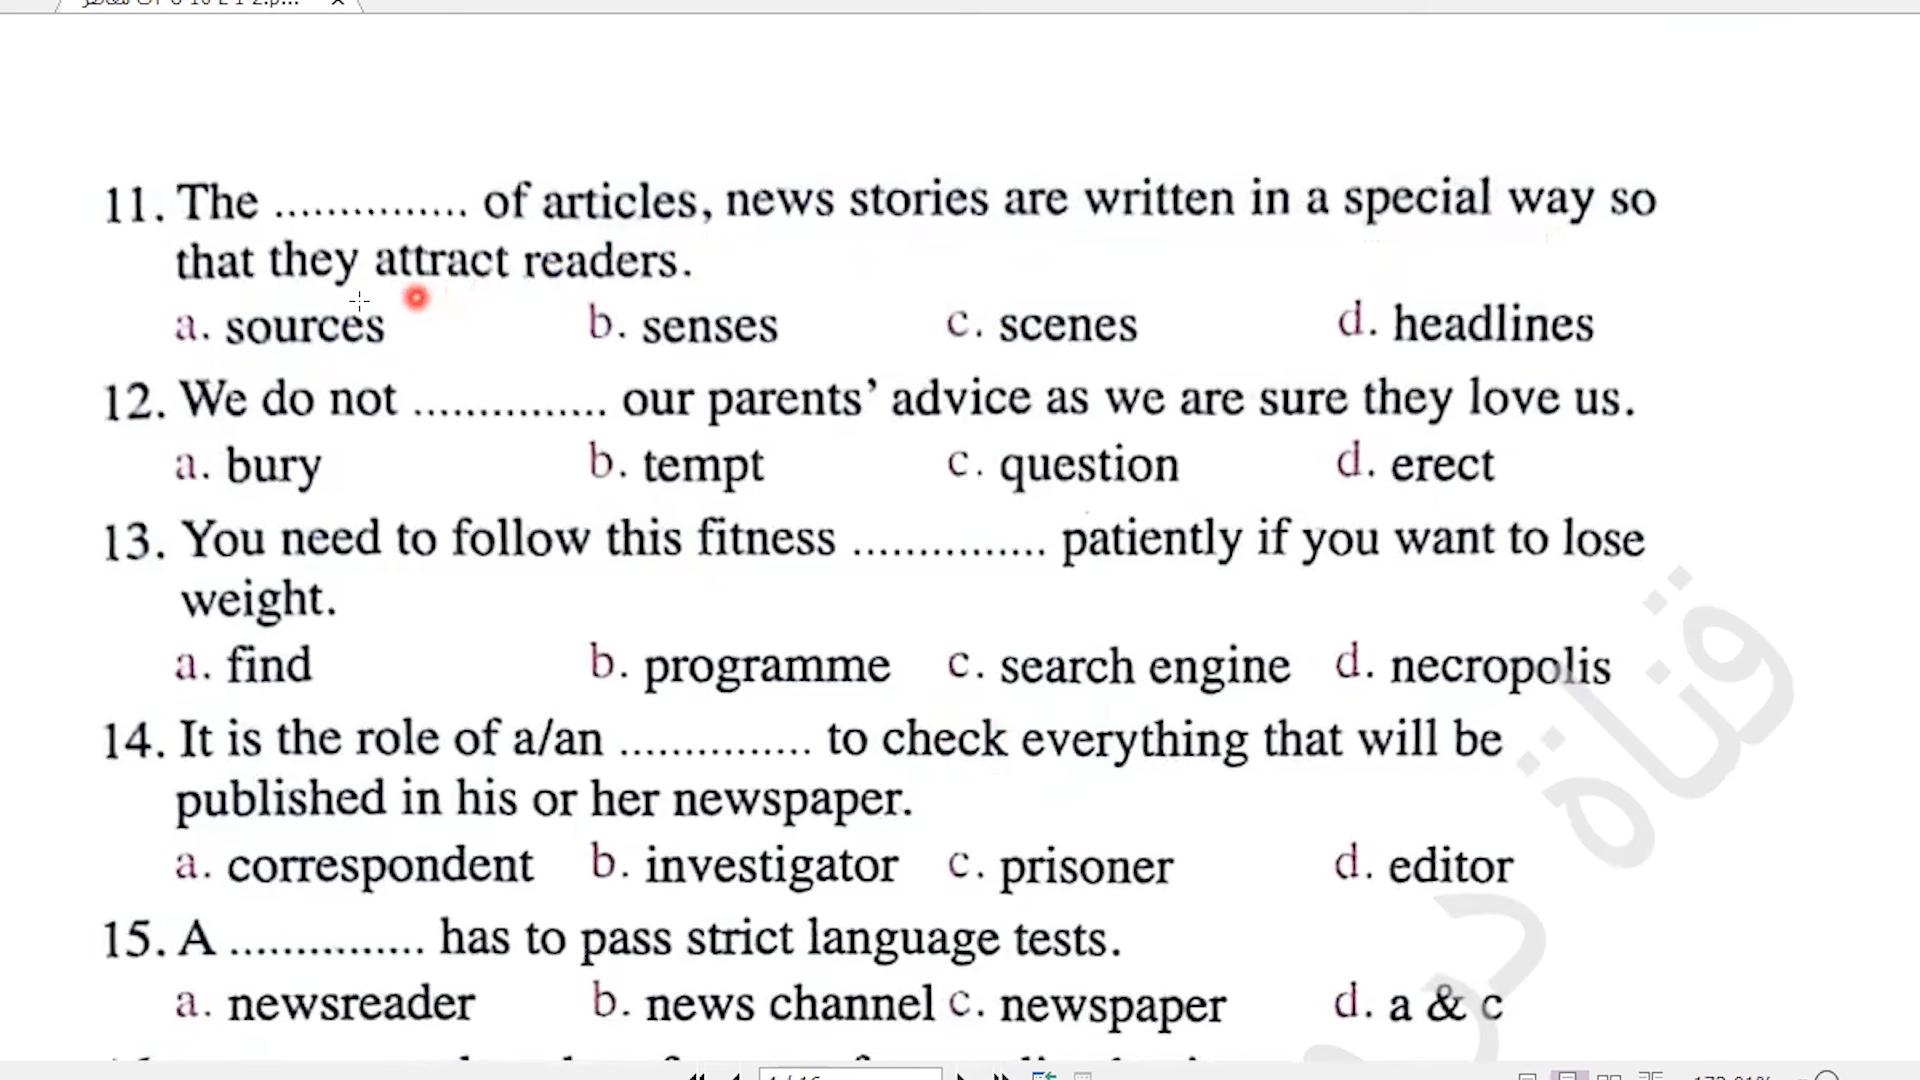 11. The ............... of articles, news stories are written in a special way so
that they attract readers.
a. sources b. senses c. scenes d. headlines
12. We do not ............... our parents’ advice as we are sure they love us.
a. bury b. tempt c. question d. erect
13. You need to follow this fitness ............... patiently if you want to lose
weight.
a. find b. programme c. search engine d. necropolis
14. It is the role of a/an ............... to check everything that will be
published in his or her newspaper.
a. correspondent b. investigator c. prisoner d. editor
15. A ............... has to pass strict language tests.
a. newsreader b. news channel c. newspaper d. a & c
قناة